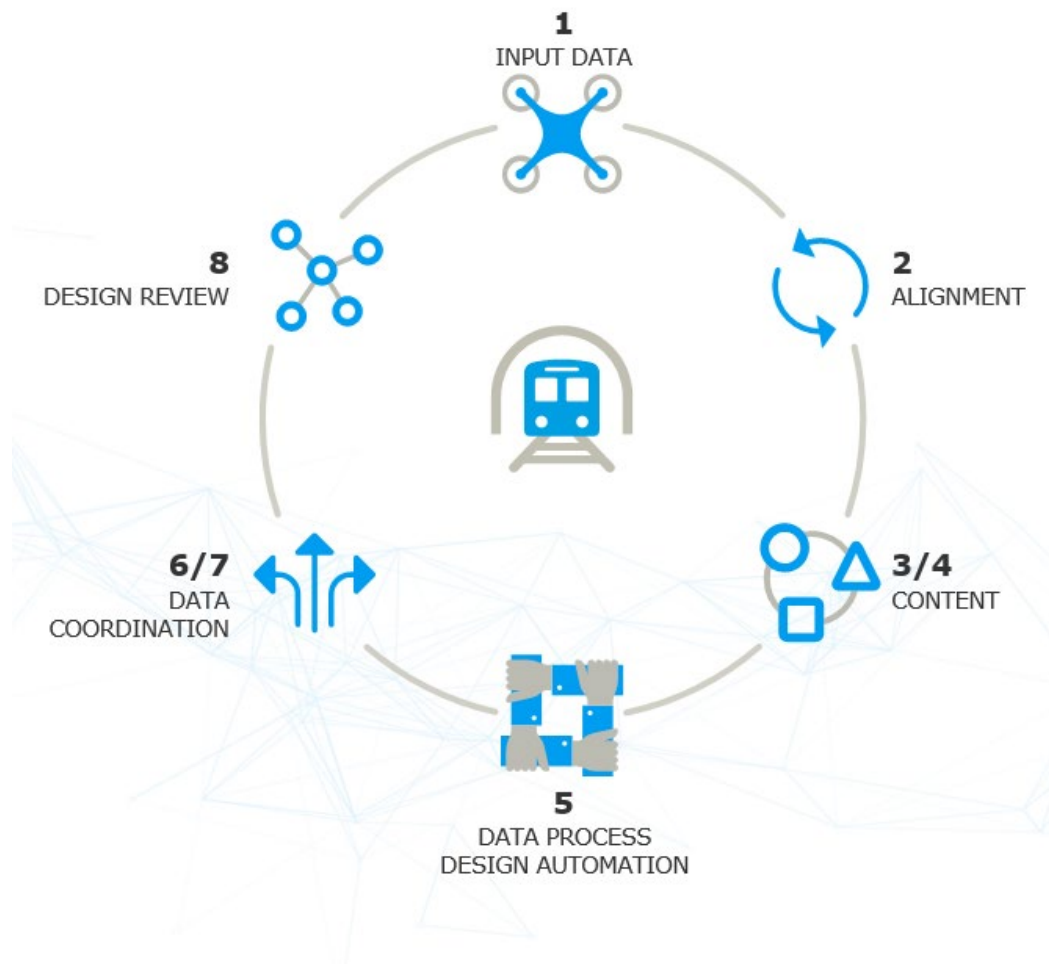 1
INPUT DATA
2
ALIGNMENT
3/4
CONTENT
5
DATA PROCESS
DESIGN AUTOMATION
6/7
DATA
COORDINATION
8
DESIGN REVIEW